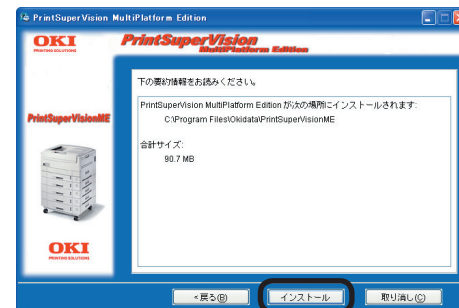 PrintSuperVision MultiPlatform Edition
OKI
PRINTING SOLUTIONS
PrintSuperVision
MultiPlatform Edition
下の要約情報をお読みください。
PrintSuperVision MultiPlatform Edition が次の場所にインストールされます:
C:\Program Files\Okidata\PrintSuperVisionME
合計サイズ:
90.7 MB
PrintSuperVisionME
OKI
PRINTING SOLUTIONS
<戻る(B)
インストール
取り消し(C)